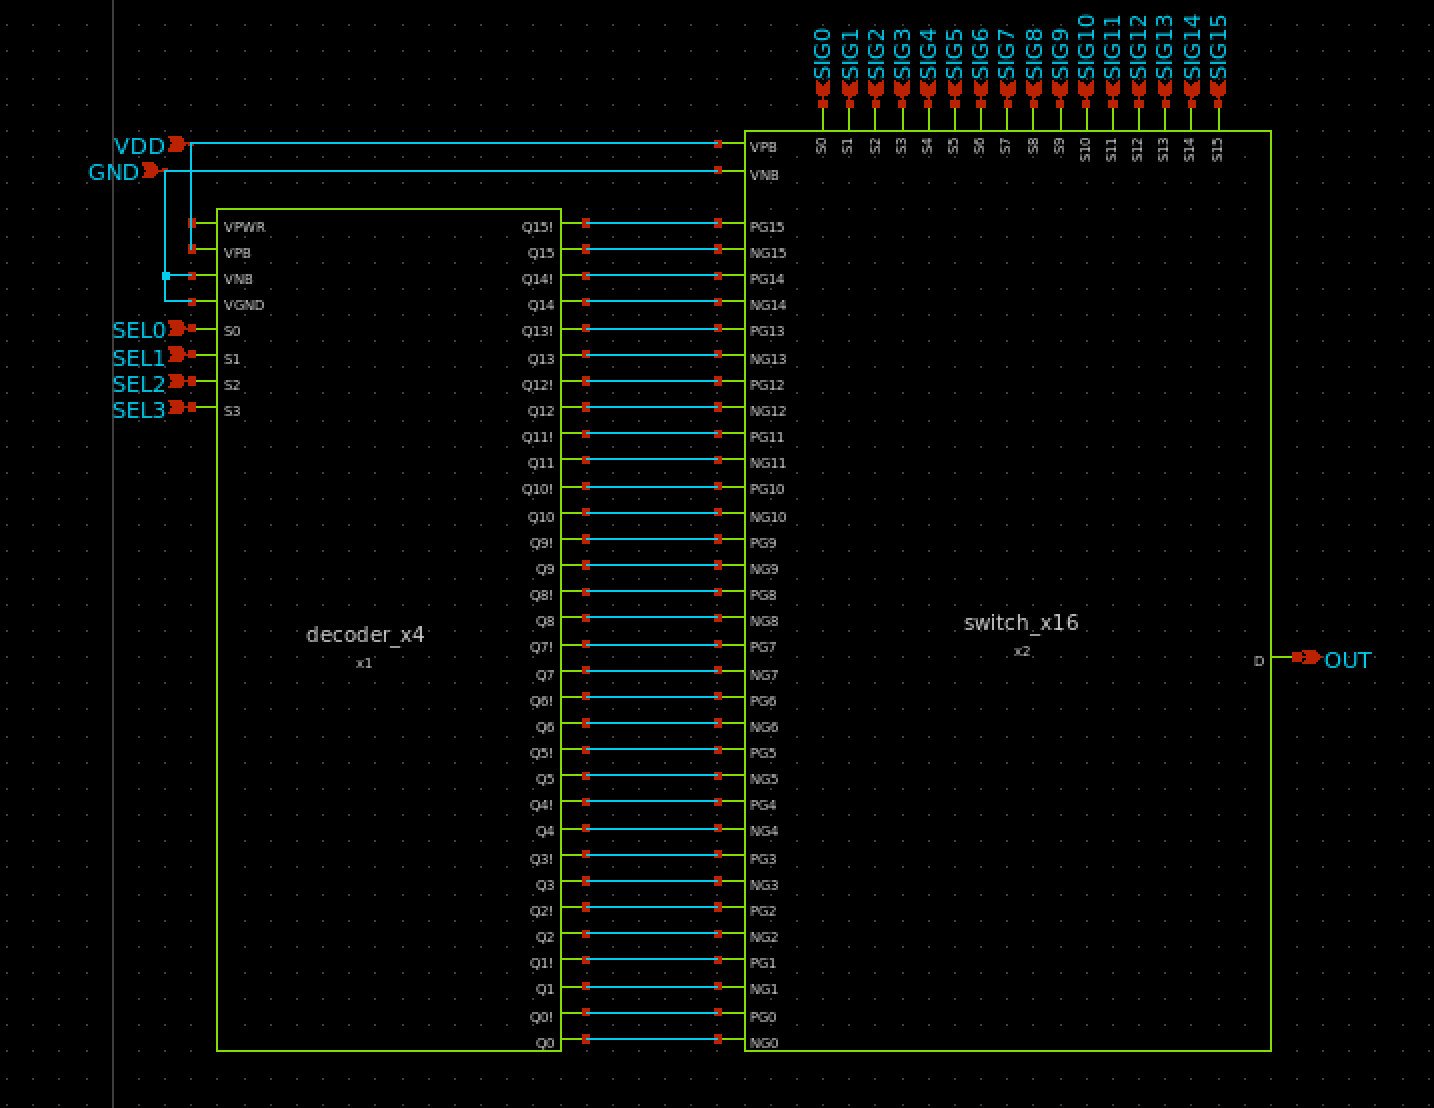 SIG0 SIG1 SIG2 SIG3 SIG4 SIG5 SIG6 SIG7 SIG8 SIG9 SIG10 SIG11 SIG12 SIG13 SIG14 SIG15
S0 S1 S2 S3 S4 S5 S6 S7 S8 S9 S10 S11 S12 S13 S14 S15
VDD VPB
GND VNB
VPWR Q15! PG15
VPB Q15 NG15
VNB Q14! PG14
VGND Q14 NG14
SEL0 S0 Q13! PG13
SEL1 S1 Q13 NG13
SEL2 S2 Q12! PG12
SEL3 S3 Q12 NG12
Q11! PG11
Q11 NG11
Q10! PG10
Q10 NG10
Q9! PG9
Q9 NG9
Q8! PG8
Q8 NG8
decoder_x4 switch_x16
Q7! PG7
x1 x2
D OUT
Q7 NG7
Q6! PG6
Q6 NG6
Q5! PG5
Q5 NG5
Q4! PG4
Q4 NG4
Q3! PG3
Q3 NG3
Q2! PG2
Q2 NG2
Q1! PG1
Q1 NG1
Q0! PG0
Q0 NG0